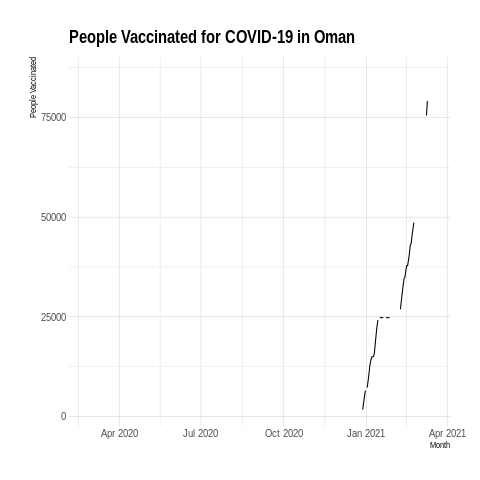 People Vaccinated for COVID-19 in Oman
People Vaccinated
75000
50000
25000
0
Apr 2020 Jul 2020 Oct 2020 Jan 2021 Apr 2021
Month